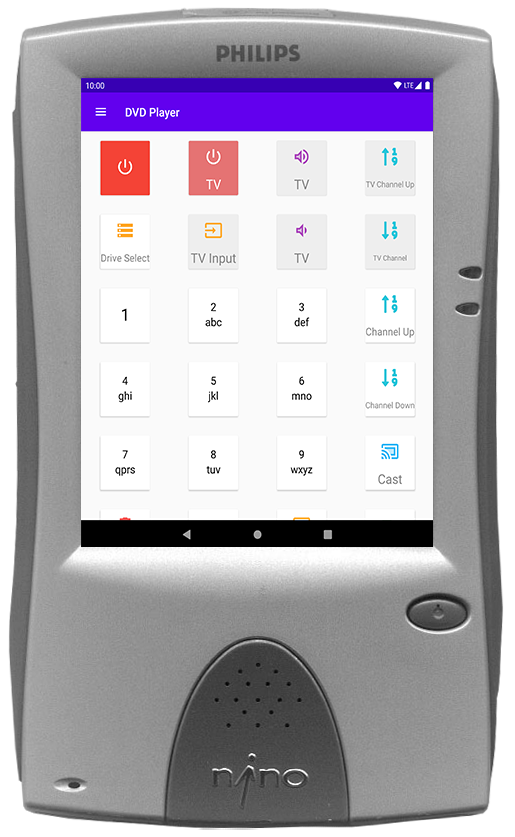 PHILIPS
10:00
LTE
DVD Player
TV
TV
TV Channel Up
Drive Select
TV Input
TV
TV Channel
1
2
abc
3
def
Channel Up
4
ghi
5
jkl
6
mno
Channel Down
7
qprs
8
tuv
9
wxyz
Cast
nino